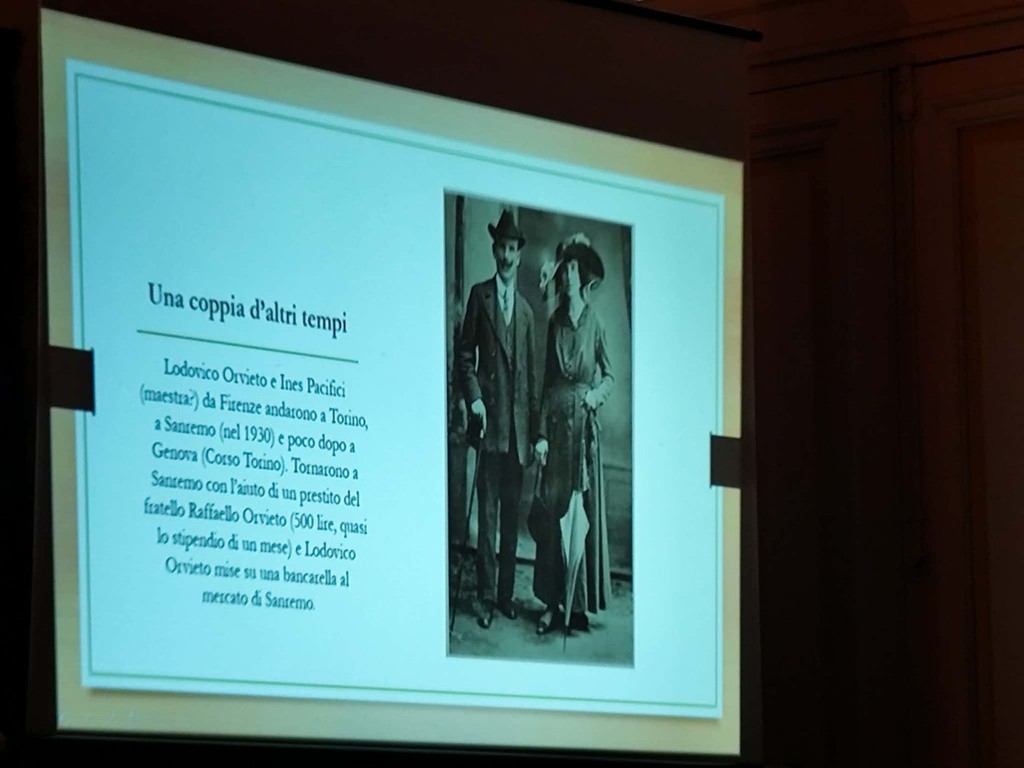 Una coppia d'altri tempi
Lodovico Orvieto e Ines Pacifici
(maestra?) da Firenze andarono a Torino,
a Sanremo (nel 1930) e poco dopo a
Genova (Corso Torino). Tornarono a
Sanremo con l'aiuto di un prestito del
fratello Raffaello Orvieto (500 lire, quasi
lo stipendio di un mese) e Lodovico
Orvieto mise su una bancarella al
mercato di Sanremo.